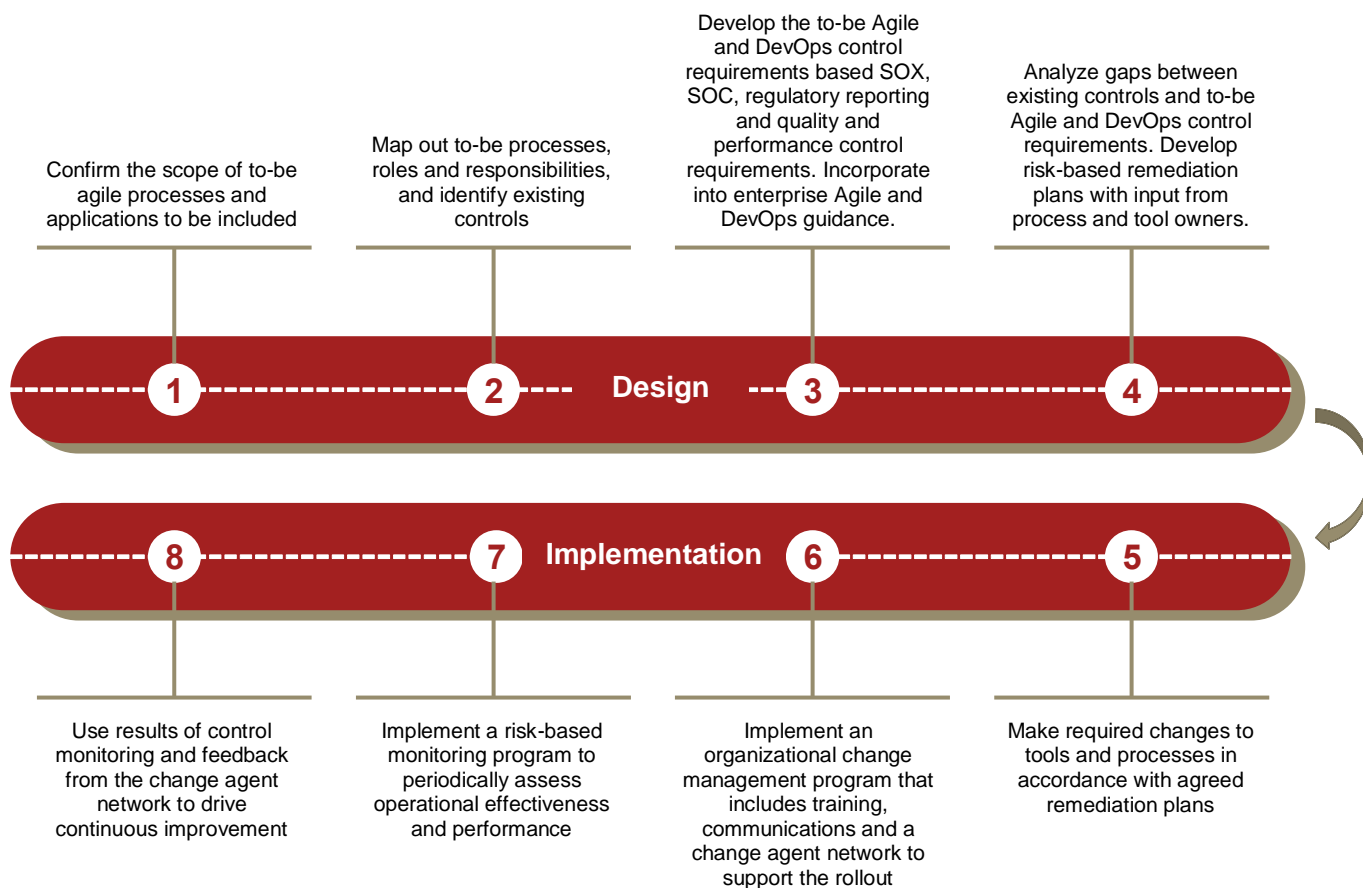 Confirm the scope of to-be
agile processes and
applications to be included
Map out to-be processes,
roles and responsibilities,
and identify existing
controls
Develop the to-be Agile
and DevOps control
requirements based SOX,
SOC, regulatory reporting
and quality and
performance control
requirements. Incorporate
into enterprise Agile and
DevOps guidance.
Analyze gaps between
existing controls and to-be
Agile and DevOps control
requirements. Develop
risk-based remediation
plans with input from
process and tool owners.
1
2
Design
3
4
8
7
Implementation
6
5
Use results of control
monitoring and feedback
from the change agent
network to drive
continuous improvement
Implement a risk-based
monitoring program to
periodically assess
operational effectiveness
and performance
Implement an
organizational change
management program that
includes training,
communications and a
change agent network to
support the rollout
Make required changes to
tools and processes in
accordance with agreed
remediation plans